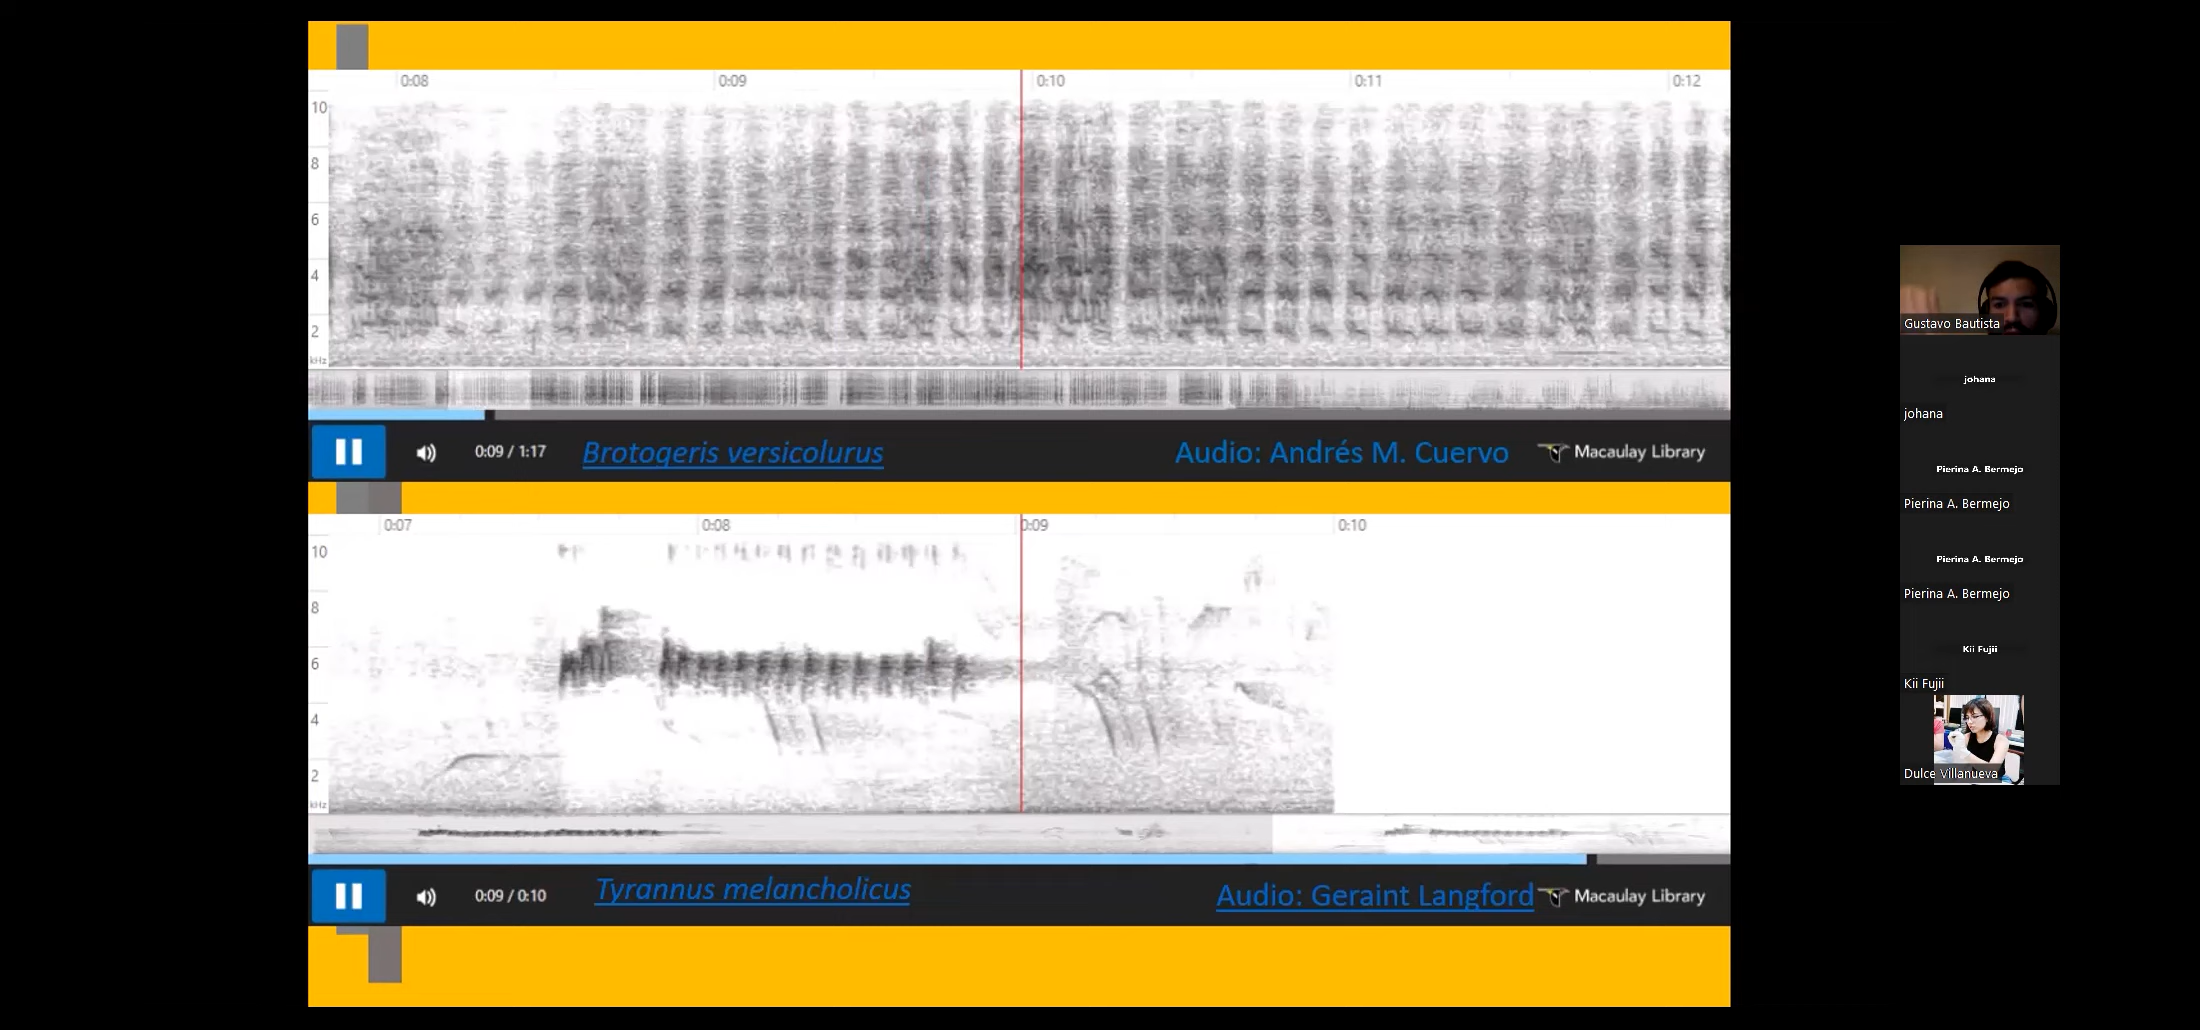 0:08 0:09 0:10 0:11 0:12
10
8
6
4
2
kHz
0:09 / 1:17 Brotogeris versicolurus Audio: Andrés M. Cuervo Macaulay Library
0:07 0:08 0:09 0:10
10
8
6
4
2
kHz
0:09 / 0:10 Tyrannus melancholicus Audio: Geraint Langford Macaulay Library
Gustavo Bautista
johana
johana
Pierina A. Bermejo
Pierina A. Bermejo
Pierina A. Bermejo
Pierina A. Bermejo
Kii Fujii
Kii Fujii
Dulce Villanueva